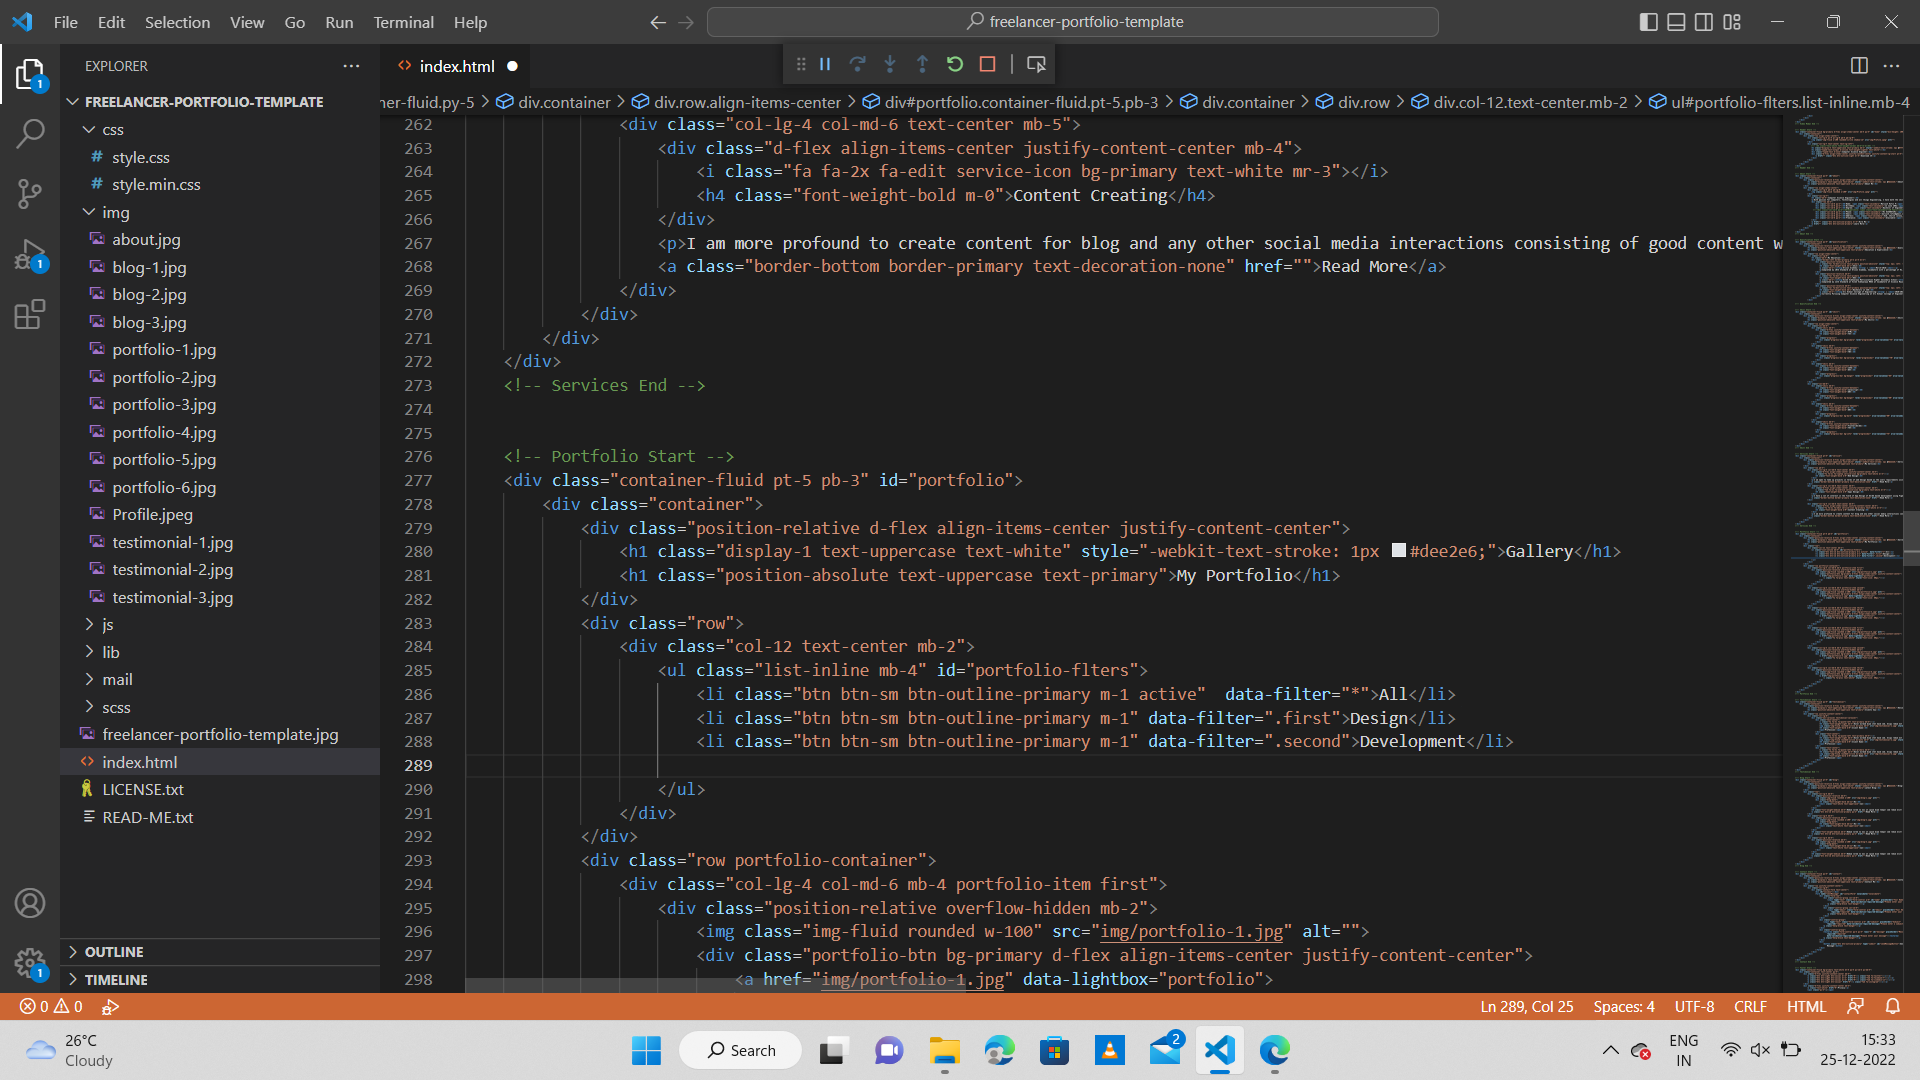 File Edit Selection View Go Run Terminal Help
freelancer-portfolio-template
EXPLORER
index.html
FREELANCER-PORTFOLIO-TEMPLATE
ner-fluid.py-5 > div.container > div.row.align-items-center > div#portfolio.container-fluid.pt-5.pb-3 > div.container > div.row > div.col-12.text-center.mb-2 > ul#portfolio-flters.list-inline.mb-4
css
style.css
style.min.css
img
about.jpg
blog-1.jpg
blog-2.jpg
blog-3.jpg
portfolio-1.jpg
portfolio-2.jpg
portfolio-3.jpg
portfolio-4.jpg
portfolio-5.jpg
portfolio-6.jpg
Profile.jpeg
testimonial-1.jpg
testimonial-2.jpg
testimonial-3.jpg
js
lib
mail
scss
freelancer-portfolio-template.jpg
index.html
LICENSE.txt
READ-ME.txt
OUTLINE
TIMELINE
1
1
1
262 <div class="col-lg-4 col-md-6 text-center mb-5">
263 <div class="d-flex align-items-center justify-content-center mb-4">
264 <i class="fa fa-2x fa-edit service-icon bg-primary text-white mr-3"></i>
265 <h4 class="font-weight-bold m-0">Content Creating</h4>
266 </div>
267 <p>I am more profound to create content for blog and any other social media interactions consisting of good content w
268 <a class="border-bottom border-primary text-decoration-none" href="">Read More</a>
269 </div>
270 </div>
271 </div>
272 </div>
273 <!-- Services End -->
274
275
276 <!-- Portfolio Start -->
277 <div class="container-fluid pt-5 pb-3" id="portfolio">
278 <div class="container">
279 <div class="position-relative d-flex align-items-center justify-content-center">
280 <h1 class="display-1 text-uppercase text-white" style="-webkit-text-stroke: 1px #dee2e6;">Gallery</h1>
281 <h1 class="position-absolute text-uppercase text-primary">My Portfolio</h1>
282 </div>
283 <div class="row">
284 <div class="col-12 text-center mb-2">
285 <ul class="list-inline mb-4" id="portfolio-flters">
286 <li class="btn btn-sm btn-outline-primary m-1 active"  data-filter="*">All</li>
287 <li class="btn btn-sm btn-outline-primary m-1" data-filter=".first">Design</li>
288 <li class="btn btn-sm btn-outline-primary m-1" data-filter=".second">Development</li>
289
290 </ul>
291 </div>
292 </div>
293 <div class="row portfolio-container">
294 <div class="col-lg-4 col-md-6 mb-4 portfolio-item first">
295 <div class="position-relative overflow-hidden mb-2">
296 <img class="img-fluid rounded w-100" src="img/portfolio-1.jpg" alt="">
297 <div class="portfolio-btn bg-primary d-flex align-items-center justify-content-center">
298 <a href="img/portfolio-1.jpg" data-lightbox="portfolio">
0 0
Ln 289, Col 25 Spaces: 4 UTF-8 CRLF HTML
26°C
Cloudy
Search
2
ENG
IN
15:33
25-12-2022